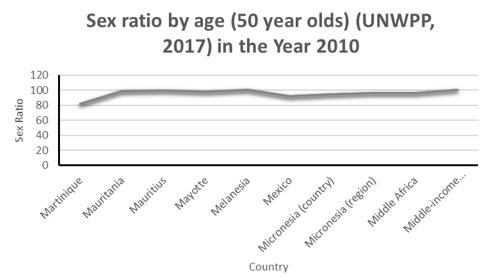 Sex ratio by age (50 year olds) (UNWPP,
2017) in the Year 2010
120
100
80
60
40
20
0
Sex Ratio
Martinique
Mauritania
Mauritius
Mayotte
Melanesia
Mexico
Micronesia (country)
Micronesia (region)
Middle Africa
Middle-income...
Country